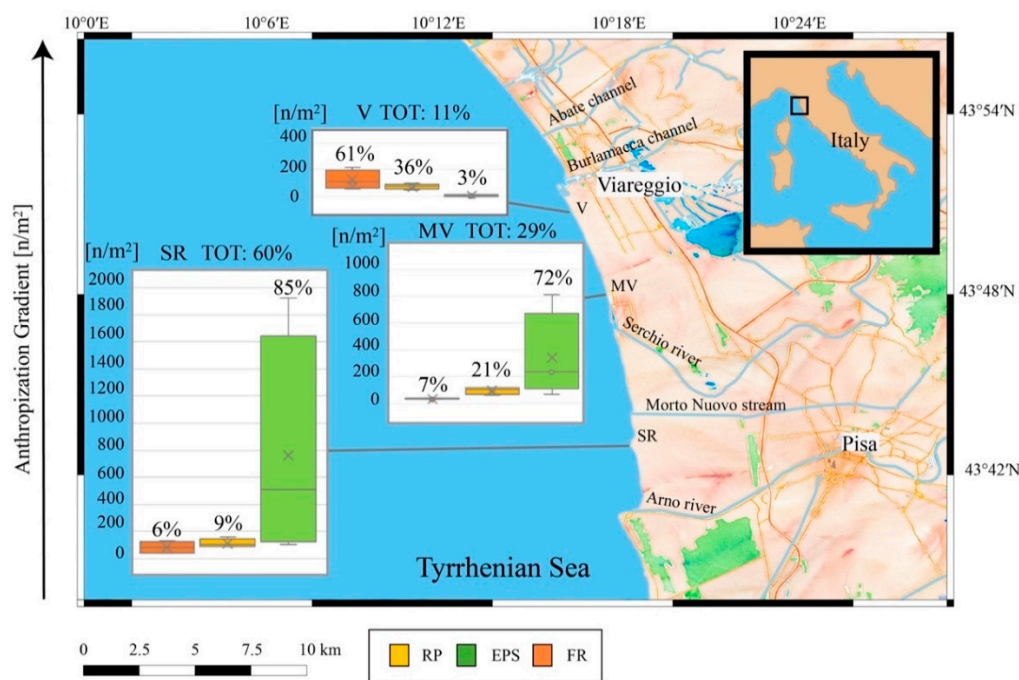 10°0′E 10°6′E 10°12′E 10°18′E 10°24′E
Anthropization Gradient [n/m²]
[n/m²] V TOT: 11%
400
200
0
61% 36% 3%
[n/m²] MV TOT: 29%
1000
800
600
400
200
0
7% 21% 72%
[n/m²] SR TOT: 60%
2000
1800
1600
1400
1200
1000
800
600
400
200
0
6% 9% 85%
Abate channel
Burlamacca channel
Viareggio
V
MV
Serchio river
Morto Nuovo stream
SR
Pisa
Arno river
Tyrrhenian Sea
Italy
43°54′N
43°48′N
43°42′N
0 2.5 5 7.5 10 km
RP EPS FR